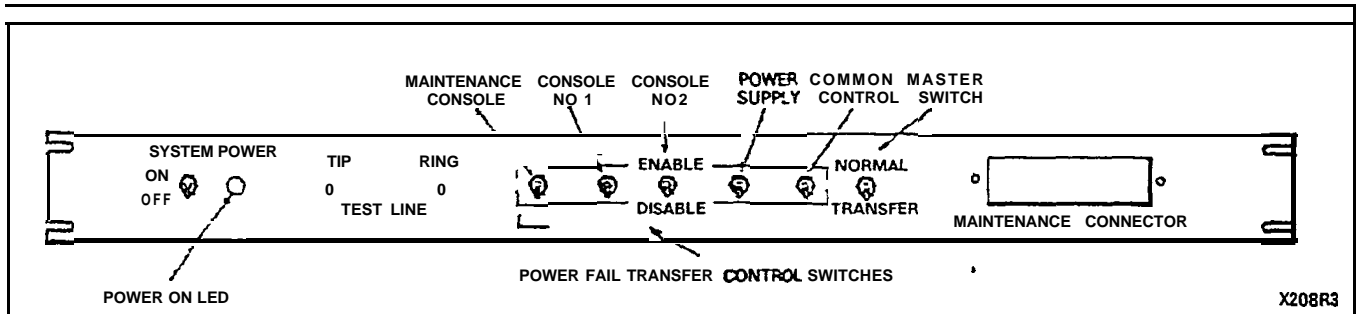 MAINTENANCE CONSOLE
CONSOLE NO 1
CONSOLE NO2
POWER SUPPLY
COMMON CONTROL
MASTER SWITCH
SYSTEM POWER
ON
OFF
TIP
RING
0
0
TEST LINE
ENABLE
DISABLE
NORMAL
TRANSFER
MAINTENANCE CONNECTOR
POWER FAIL TRANSFER CONTROL SWITCHES
POWER ON LED
X208R3